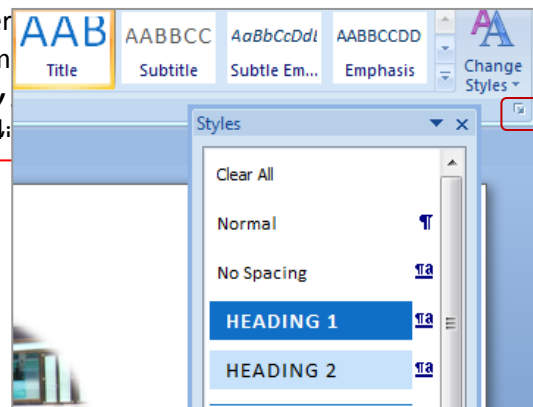 er
m
AAB AABBCC AaBbCcDdI AABBCCDD
Title Subtitle Subtle Em... Emphasis
Change
Styles
Styles
Clear All
Normal ¶
No Spacing ¶a
HEADING 1 ¶a
HEADING 2 ¶a